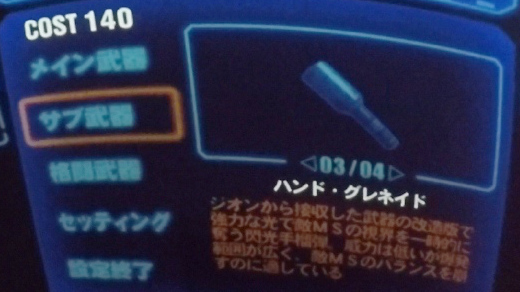 COST 140
メイン武器
サブ武器
格闘武器
セッティング
設定終了
◁03/04▷
ハンド・グレネイド
ジオンから接収した武器の改造版で
強力な光で敵MSの視界を一時的に
奪う閃光手榴弾。威力は低いが爆発
範囲が広く、敵MSのバランスを崩
すのに適している